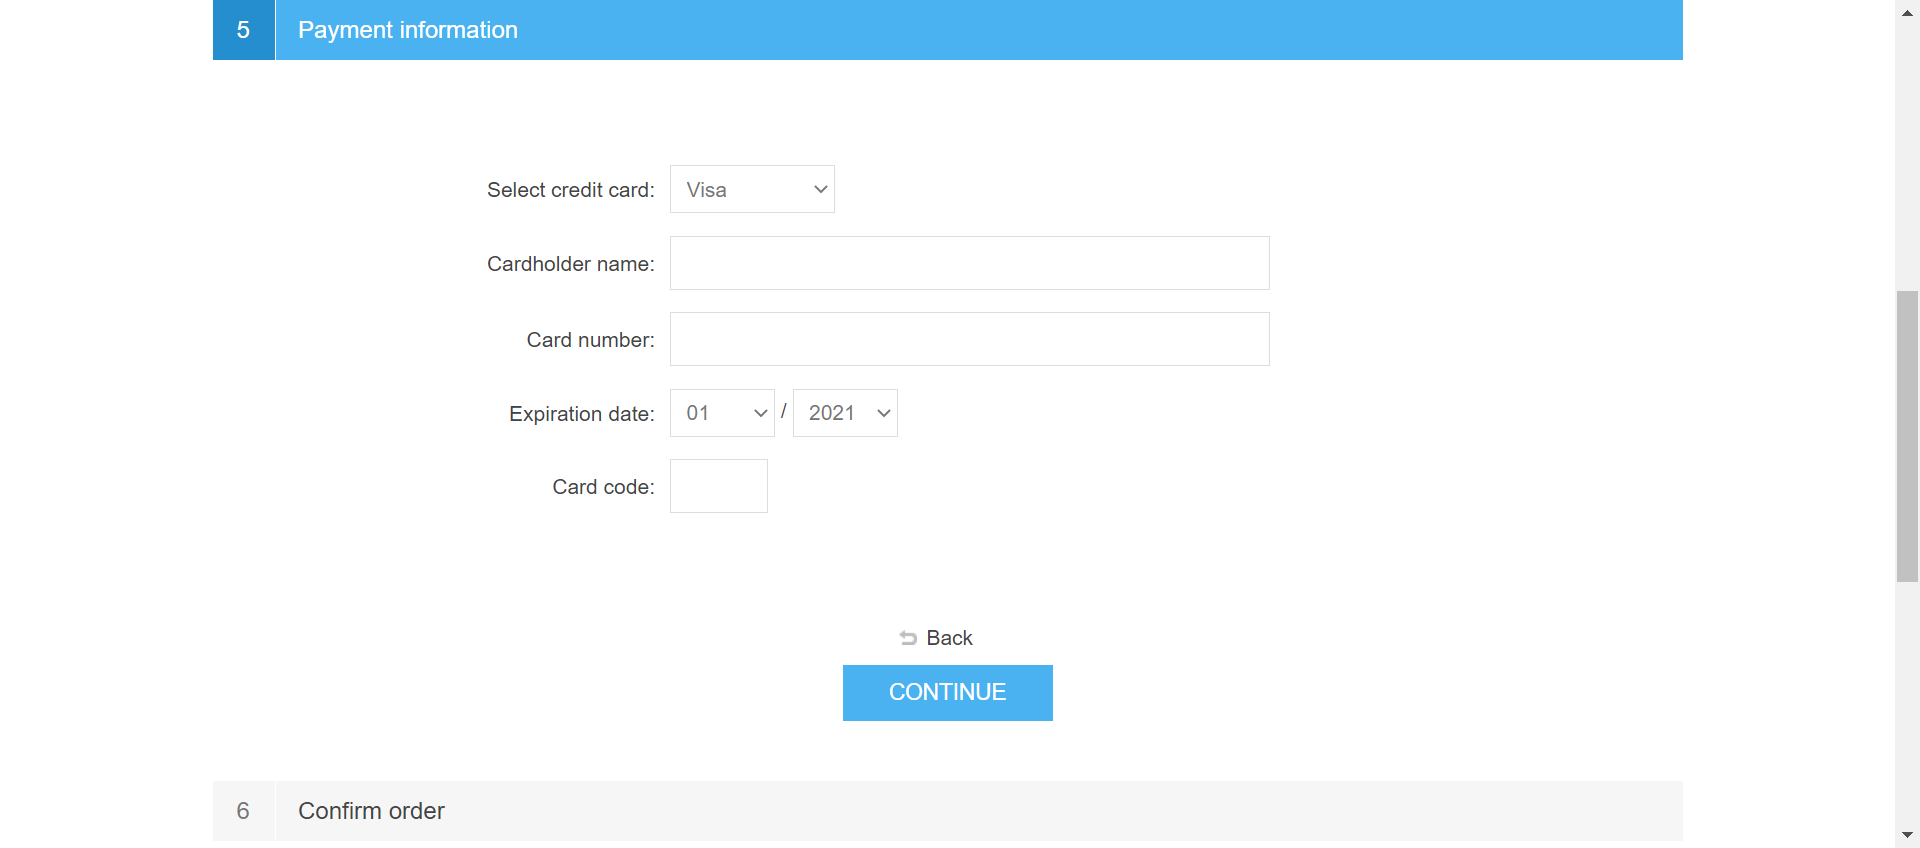 5 Payment information
Select credit card: Visa
Cardholder name:
Card number:
Expiration date: 01 / 2021
Card code:
Back
CONTINUE
6 Confirm order